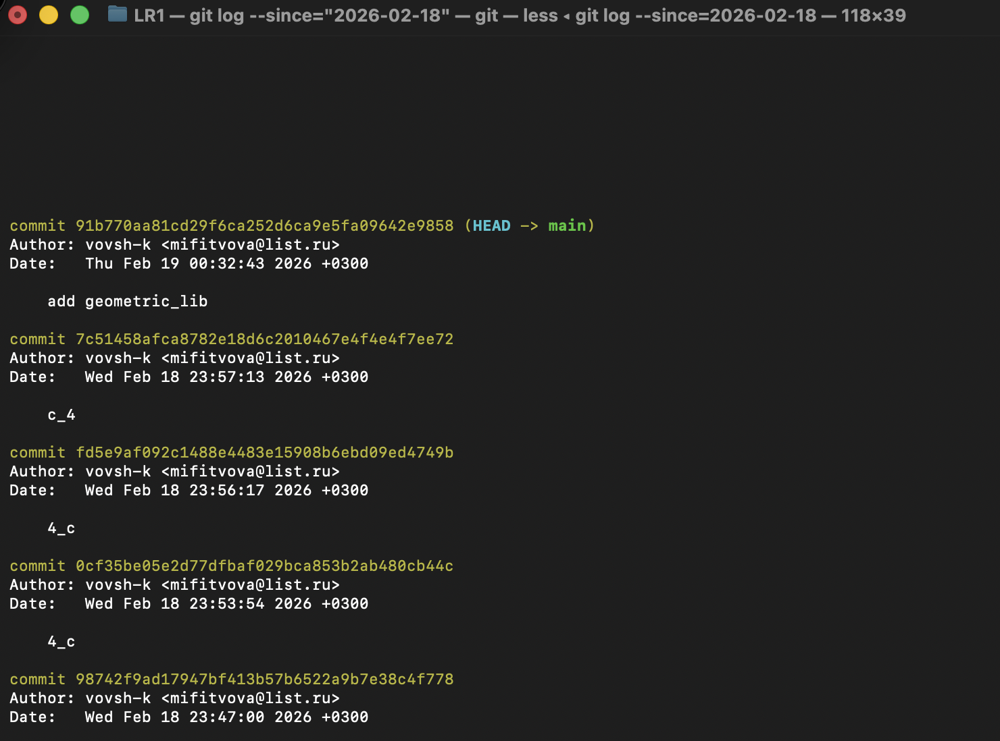 LR1 — git log --since="2026-02-18" — git — less ◂ git log --since=2026-02-18 — 118×39
commit 91b770aa81cd29f6ca252d6ca9e5fa09642e9858 (HEAD -> main)
Author: vovsh-k <mifitvova@list.ru>
Date:   Thu Feb 19 00:32:43 2026 +0300
    add geometric_lib
commit 7c51458afca8782e18d6c2010467e4f4e4f7ee72
Author: vovsh-k <mifitvova@list.ru>
Date:   Wed Feb 18 23:57:13 2026 +0300
    c_4
commit fd5e9af092c1488e4483e15908b6ebd09ed4749b
Author: vovsh-k <mifitvova@list.ru>
Date:   Wed Feb 18 23:56:17 2026 +0300
    4_c
commit 0cf35be05e2d77dfbaf029bca853b2ab480cb44c
Author: vovsh-k <mifitvova@list.ru>
Date:   Wed Feb 18 23:53:54 2026 +0300
    4_c
commit 98742f9ad17947bf413b57b6522a9b7e38c4f778
Author: vovsh-k <mifitvova@list.ru>
Date:   Wed Feb 18 23:47:00 2026 +0300